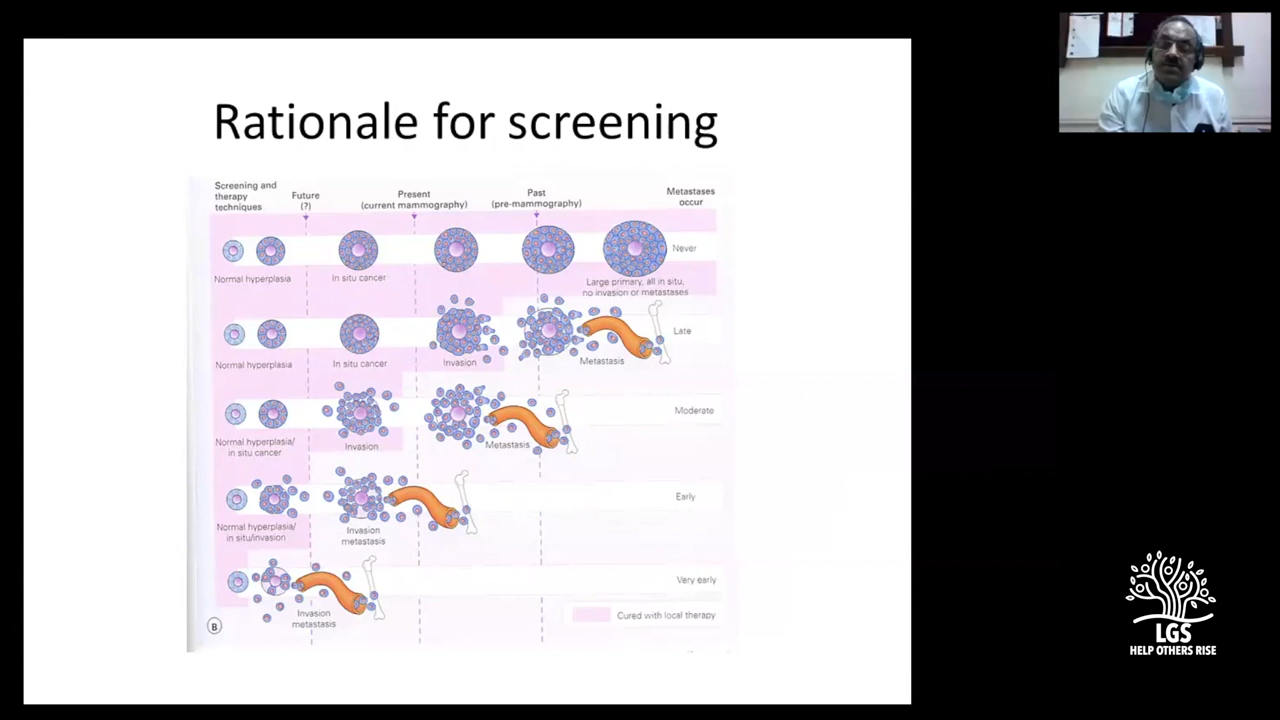 Rationale for screening
Screening and
therapy
techniques
Future
(?)
Present
(current mammography)
Past
(pre-mammography)
Metastases
occur
Never
Normal hyperplasia
In situ cancer
Large primary, all in situ,
no invasion or metastases
Late
Normal hyperplasia
In situ cancer
Invasion
Metastasis
Moderate
Normal hyperplasia/
in situ cancer
Invasion
Metastasis
Early
Normal hyperplasia/
in situ/invasion
Invasion
metastasis
Very early
Invasion
metastasis
Cured with local therapy
B
LGS
HELP OTHERS RISE